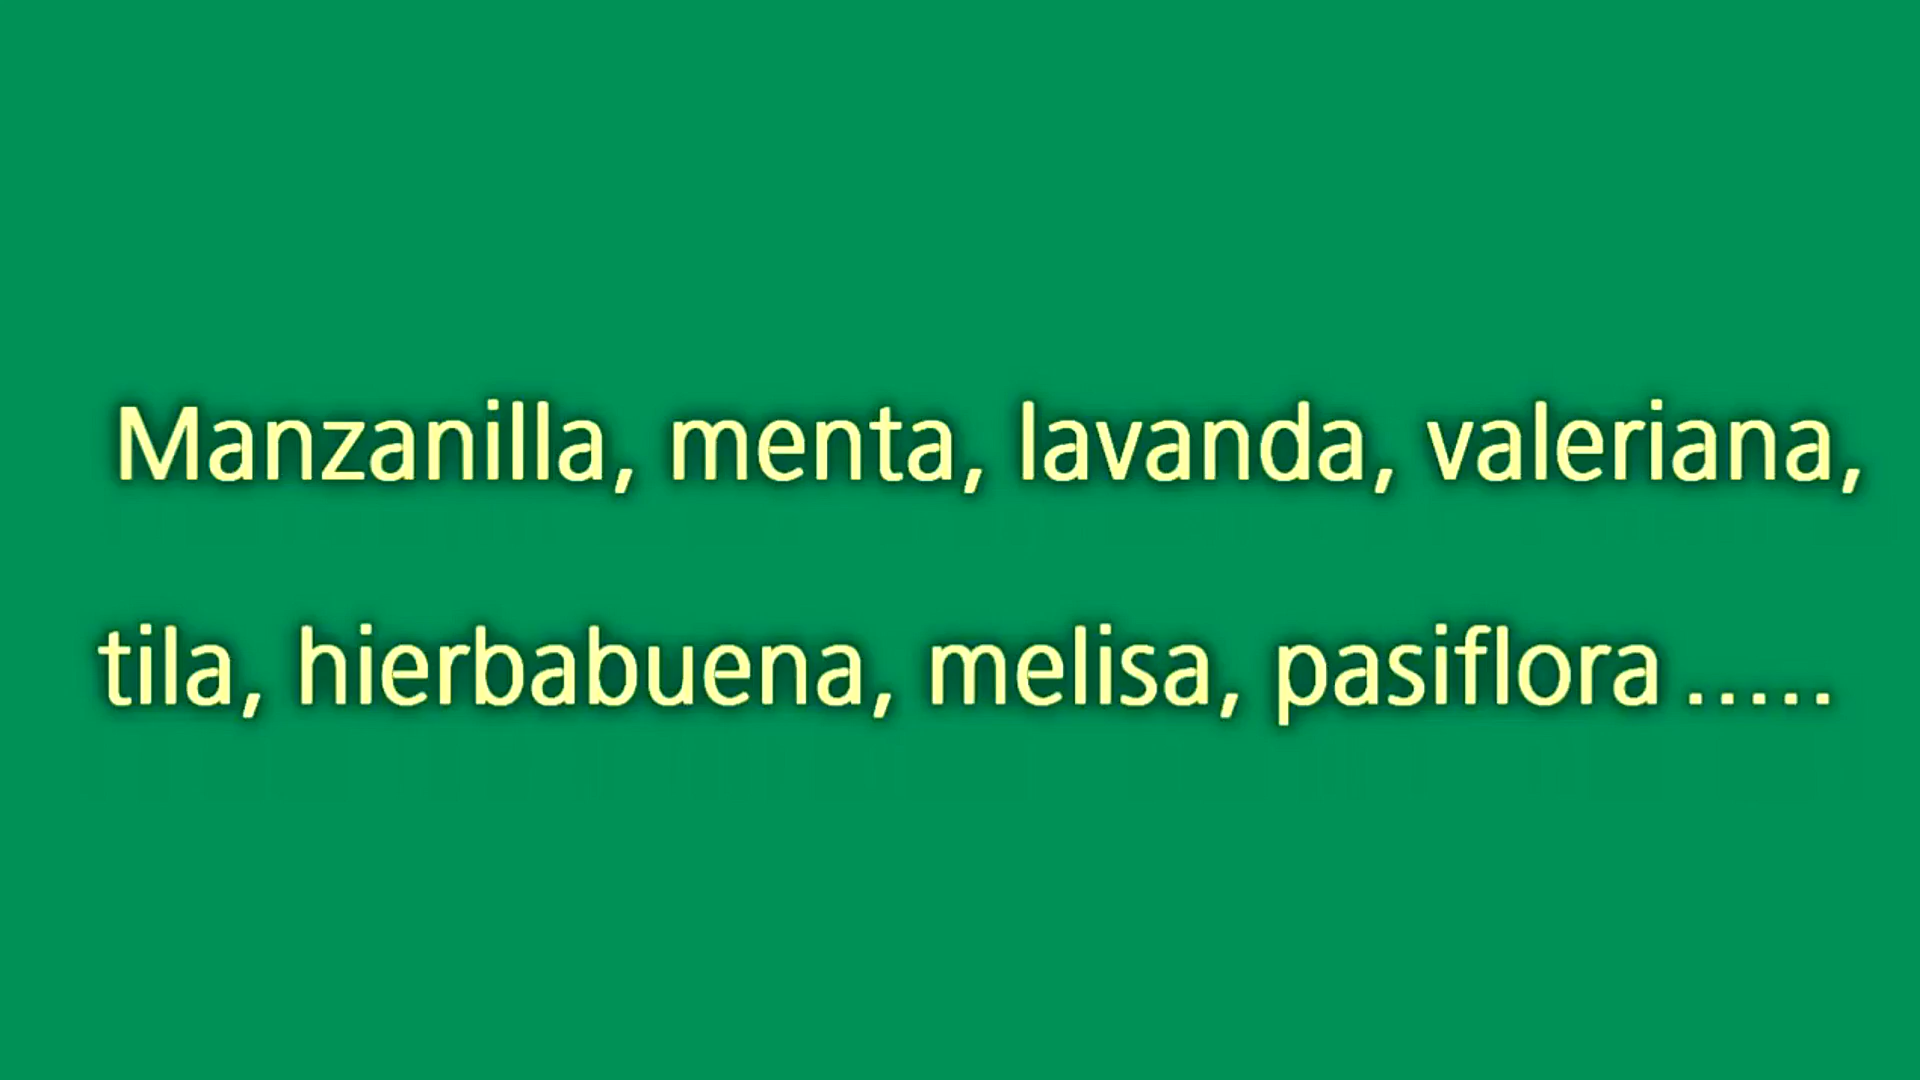 Manzanilla, menta, lavanda, valeriana,
tila, hierbabuena, melisa, pasiflora .....